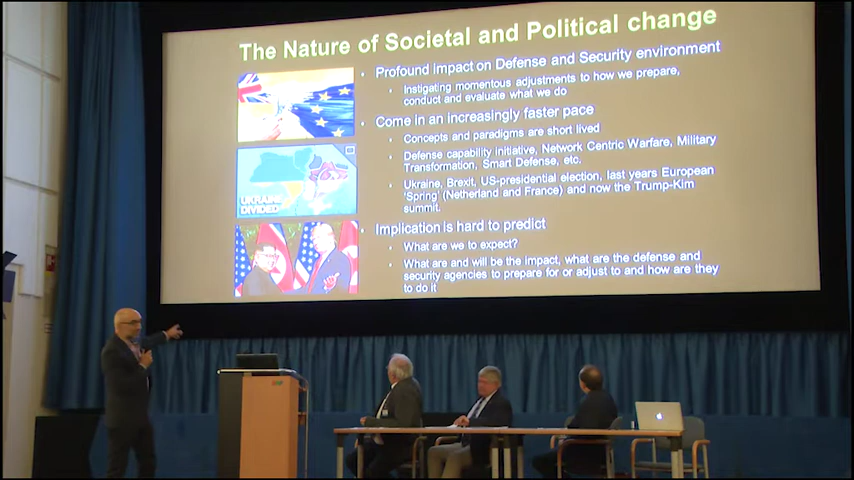 The Nature of Societal and Political change
Profound impact on Defense and Security environment
Instigating momentous adjustments to how we prepare,
conduct and evaluate what we do
Come in an increasingly faster pace
Concepts and paradigms are short lived
Defense capability initiative, Network Centric Warfare, Military
Transformation, Smart Defense, etc.
Ukraine, Brexit, US-presidential election, last years European
'Spring' (Netherland and France) and now the Trump-Kim
summit.
Implication is hard to predict
What are we to expect?
What are and will be the impact, what are the defense and
security agencies to prepare for or adjust to and how are they
to do it
UKRAINE
DIVIDED